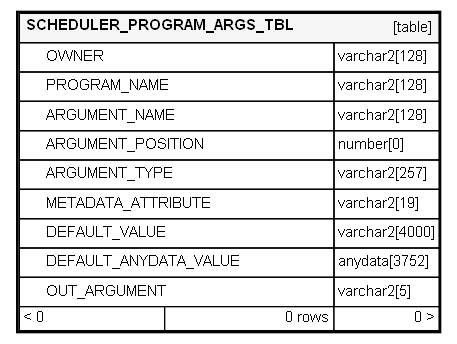 SCHEDULER_PROGRAM_ARGS_TBL [table]
OWNER varchar2[128]
PROGRAM_NAME varchar2[128]
ARGUMENT_NAME varchar2[128]
ARGUMENT_POSITION number[0]
ARGUMENT_TYPE varchar2[257]
METADATA_ATTRIBUTE varchar2[19]
DEFAULT_VALUE varchar2[4000]
DEFAULT_ANYDATA_VALUE anydata[3752]
OUT_ARGUMENT varchar2[5]
< 0 0 rows 0 >